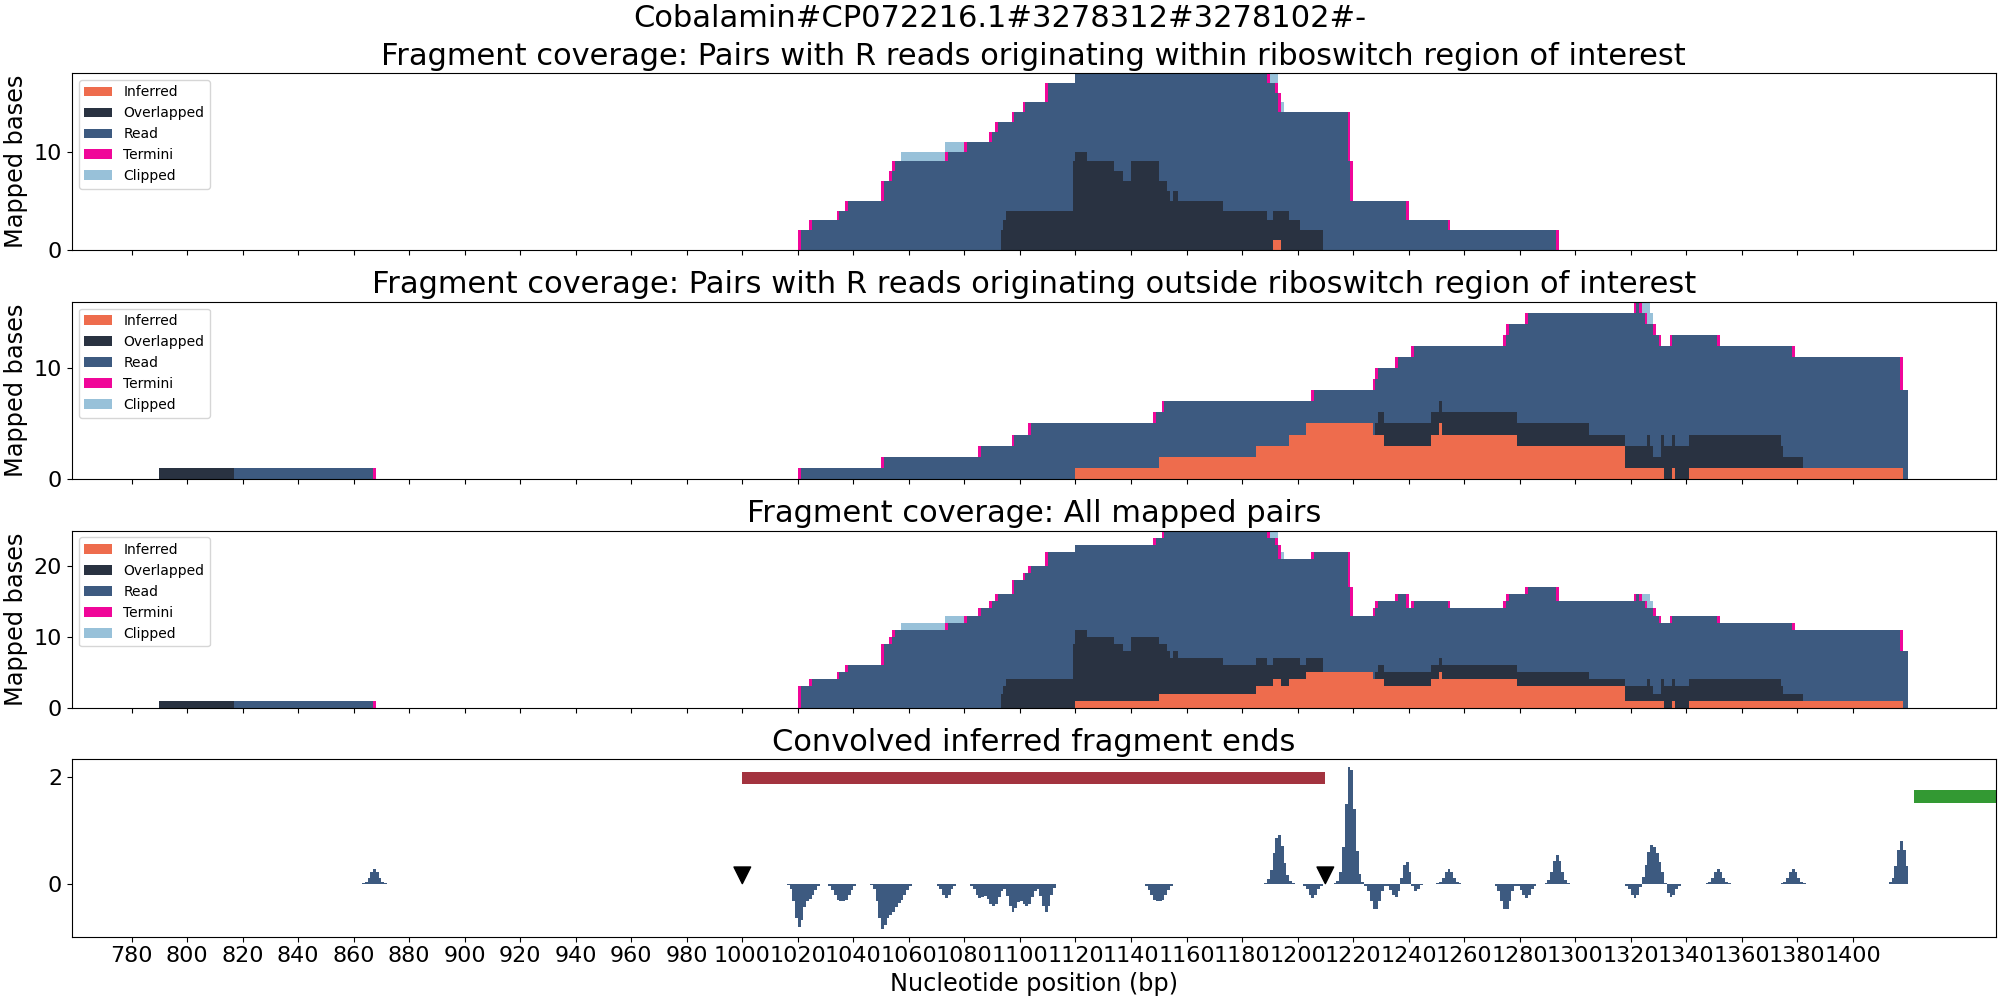 Cobalamin#CP072216.1#3278312#3278102#-
Fragment coverage: Pairs with R reads originating within riboswitch region of interest
Mapped bases
10
0
Inferred
Overlapped
Read
Termini
Clipped
Fragment coverage: Pairs with R reads originating outside riboswitch region of interest
Mapped bases
10
0
Inferred
Overlapped
Read
Termini
Clipped
Fragment coverage: All mapped pairs
Mapped bases
20
10
0
Inferred
Overlapped
Read
Termini
Clipped
Convolved inferred fragment ends
2
0
780 800 820 840 860 880 900 920 940 960 980 1000 1020 1040 1060 1080 1100 1120 1140 1160 1180 1200 1220 1240 1260 1280 1300 1320 1340 1360 1380 1400
Nucleotide position (bp)